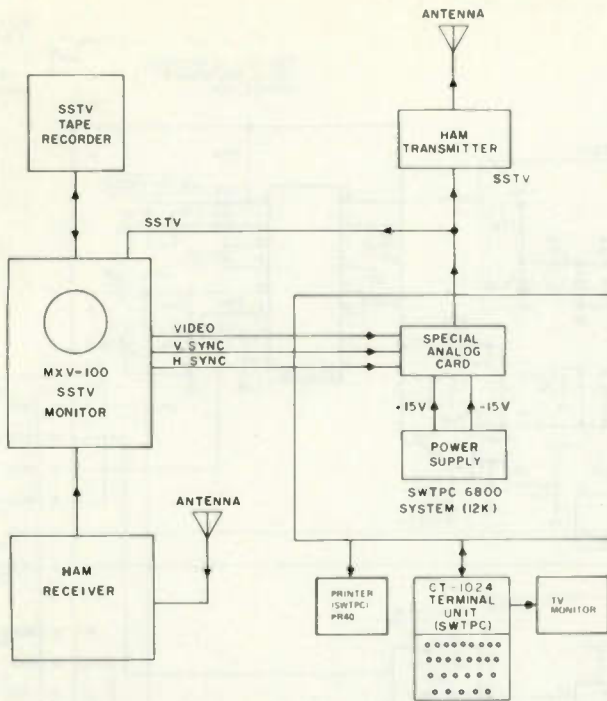 ANTENNA
SSTV
TAPE
RECORDER
HAM
TRANSMITTER
SSTV
SSTV
VIDEO
V SYNC
H SYNC
MXV-100
SSTV
MONITOR
SPECIAL
ANALOG
CARD
+15V
-15V
POWER
SUPPLY
SWTPC 6800
SYSTEM (12K)
ANTENNA
HAM
RECEIVER
PRINTER
(SWTPC)
PR40
CT-1024
TERMINAL
UNIT
(SWTPC)
TV
MONITOR